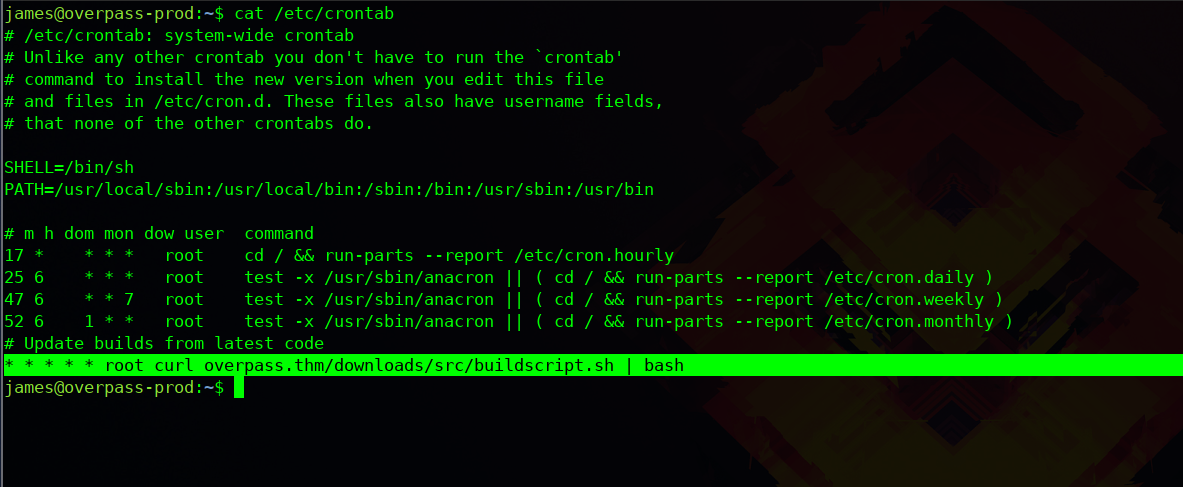 james@overpass-prod:~$ cat /etc/crontab
# /etc/crontab: system-wide crontab
# Unlike any other crontab you don't have to run the `crontab'
# command to install the new version when you edit this file
# and files in /etc/cron.d. These files also have username fields,
# that none of the other crontabs do.
SHELL=/bin/sh
PATH=/usr/local/sbin:/usr/local/bin:/sbin:/bin:/usr/sbin:/usr/bin
# m h dom mon dow user  command
17 *    * * *   root    cd / && run-parts --report /etc/cron.hourly
25 6    * * *   root    test -x /usr/sbin/anacron || ( cd / && run-parts --report /etc/cron.daily )
47 6    * * 7   root    test -x /usr/sbin/anacron || ( cd / && run-parts --report /etc/cron.weekly )
52 6    1 * *   root    test -x /usr/sbin/anacron || ( cd / && run-parts --report /etc/cron.monthly )
# Update builds from latest code
* * * * * root curl overpass.thm/downloads/src/buildscript.sh | bash
james@overpass-prod:~$